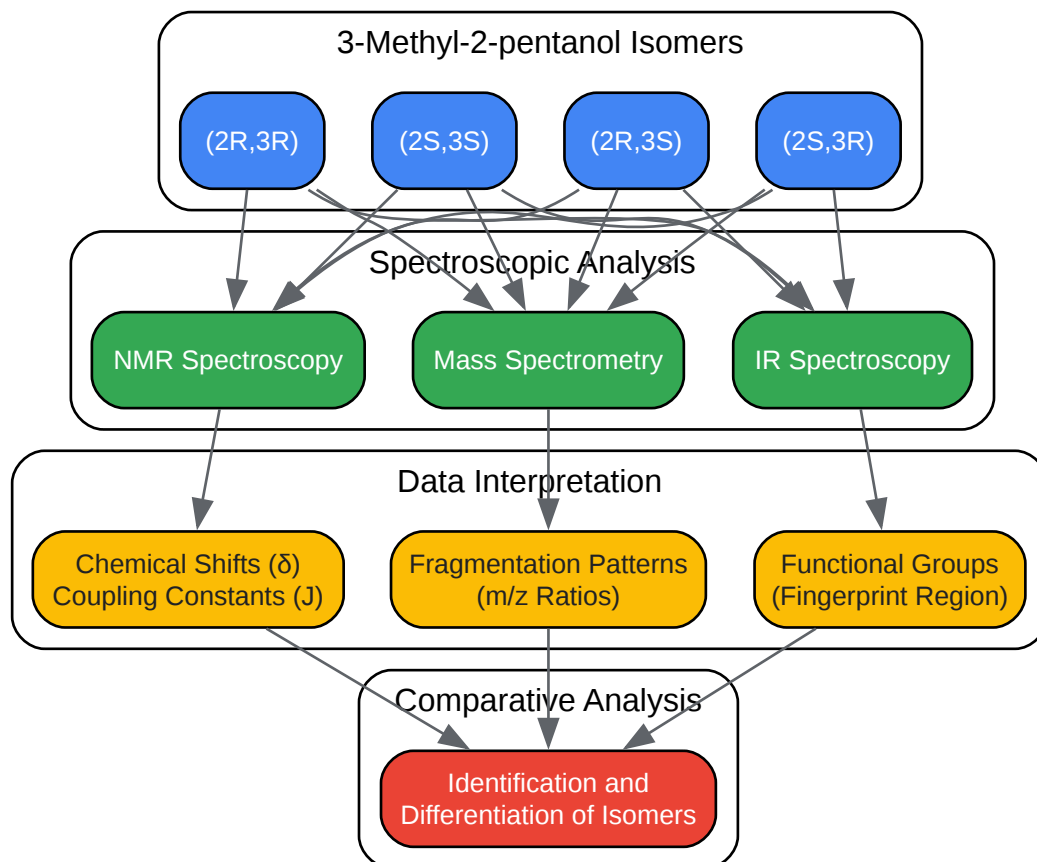 3-Methyl-2-pentanol Isomers
(2R,3R)
(2S,3S)
(2R,3S)
(2S,3R)
Spectroscopic Analysis
NMR Spectroscopy
Mass Spectrometry
IR Spectroscopy
Data Interpretation
Chemical Shifts (δ)
Coupling Constants (J)
Fragmentation Patterns
(m/z Ratios)
Functional Groups
(Fingerprint Region)
Comparative Analysis
Identification and
Differentiation of Isomers